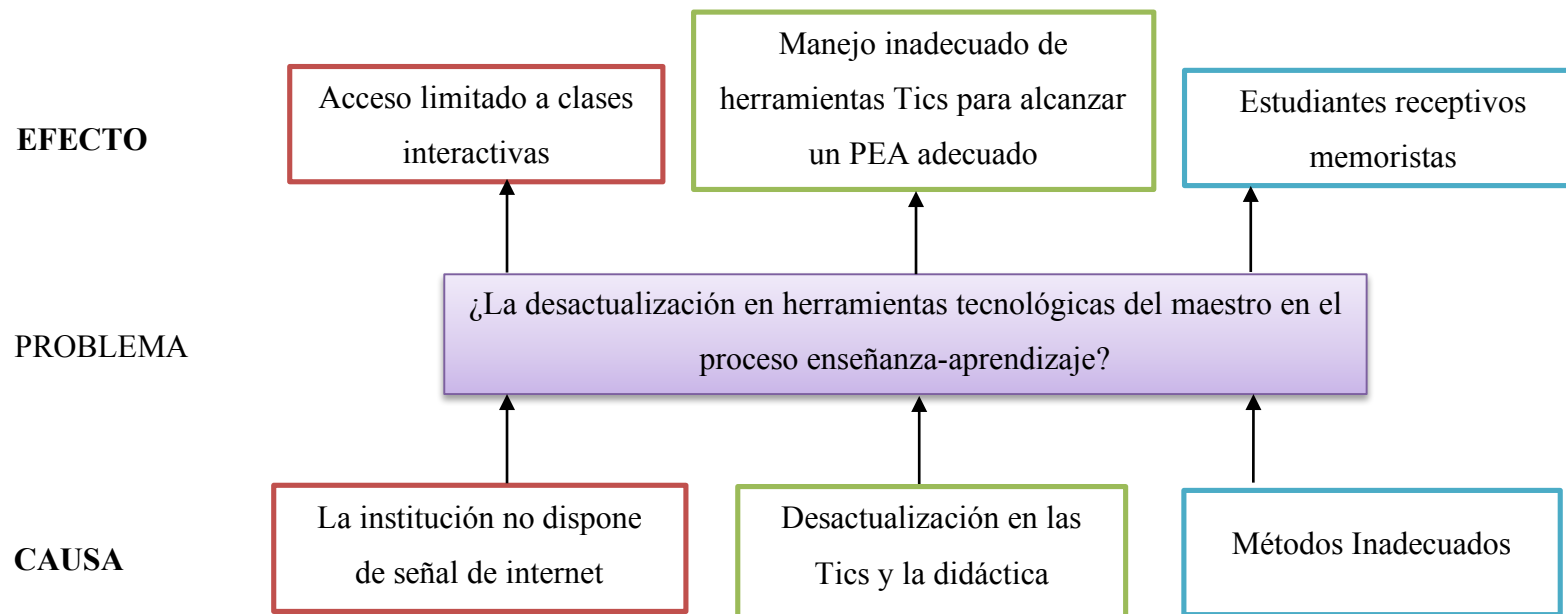 EFECTO
Acceso limitado a clases
interactivas
Manejo inadecuado de
herramientas Tics para alcanzar
un PEA adecuado
Estudiantes receptivos
memoristas
PROBLEMA
¿La desactualización en herramientas tecnológicas del maestro en el
proceso enseñanza-aprendizaje?
CAUSA
La institución no dispone
de señal de internet
Desactualización en las
Tics y la didáctica
Métodos Inadecuados